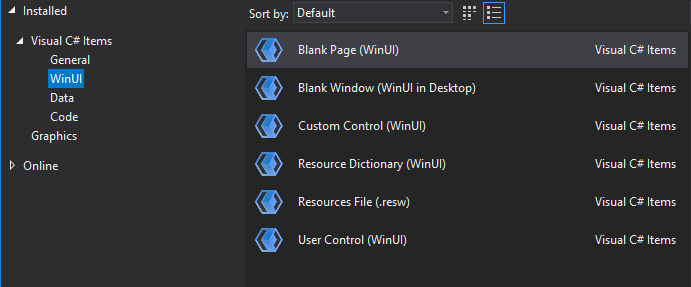 Installed
Visual C# Items
General
WinUI
Data
Code
Graphics
Online
Sort by: Default
Blank Page (WinUI) Visual C# Items
Blank Window (WinUI in Desktop) Visual C# Items
Custom Control (WinUI) Visual C# Items
Resource Dictionary (WinUI) Visual C# Items
Resources File (.resw) Visual C# Items
User Control (WinUI) Visual C# Items